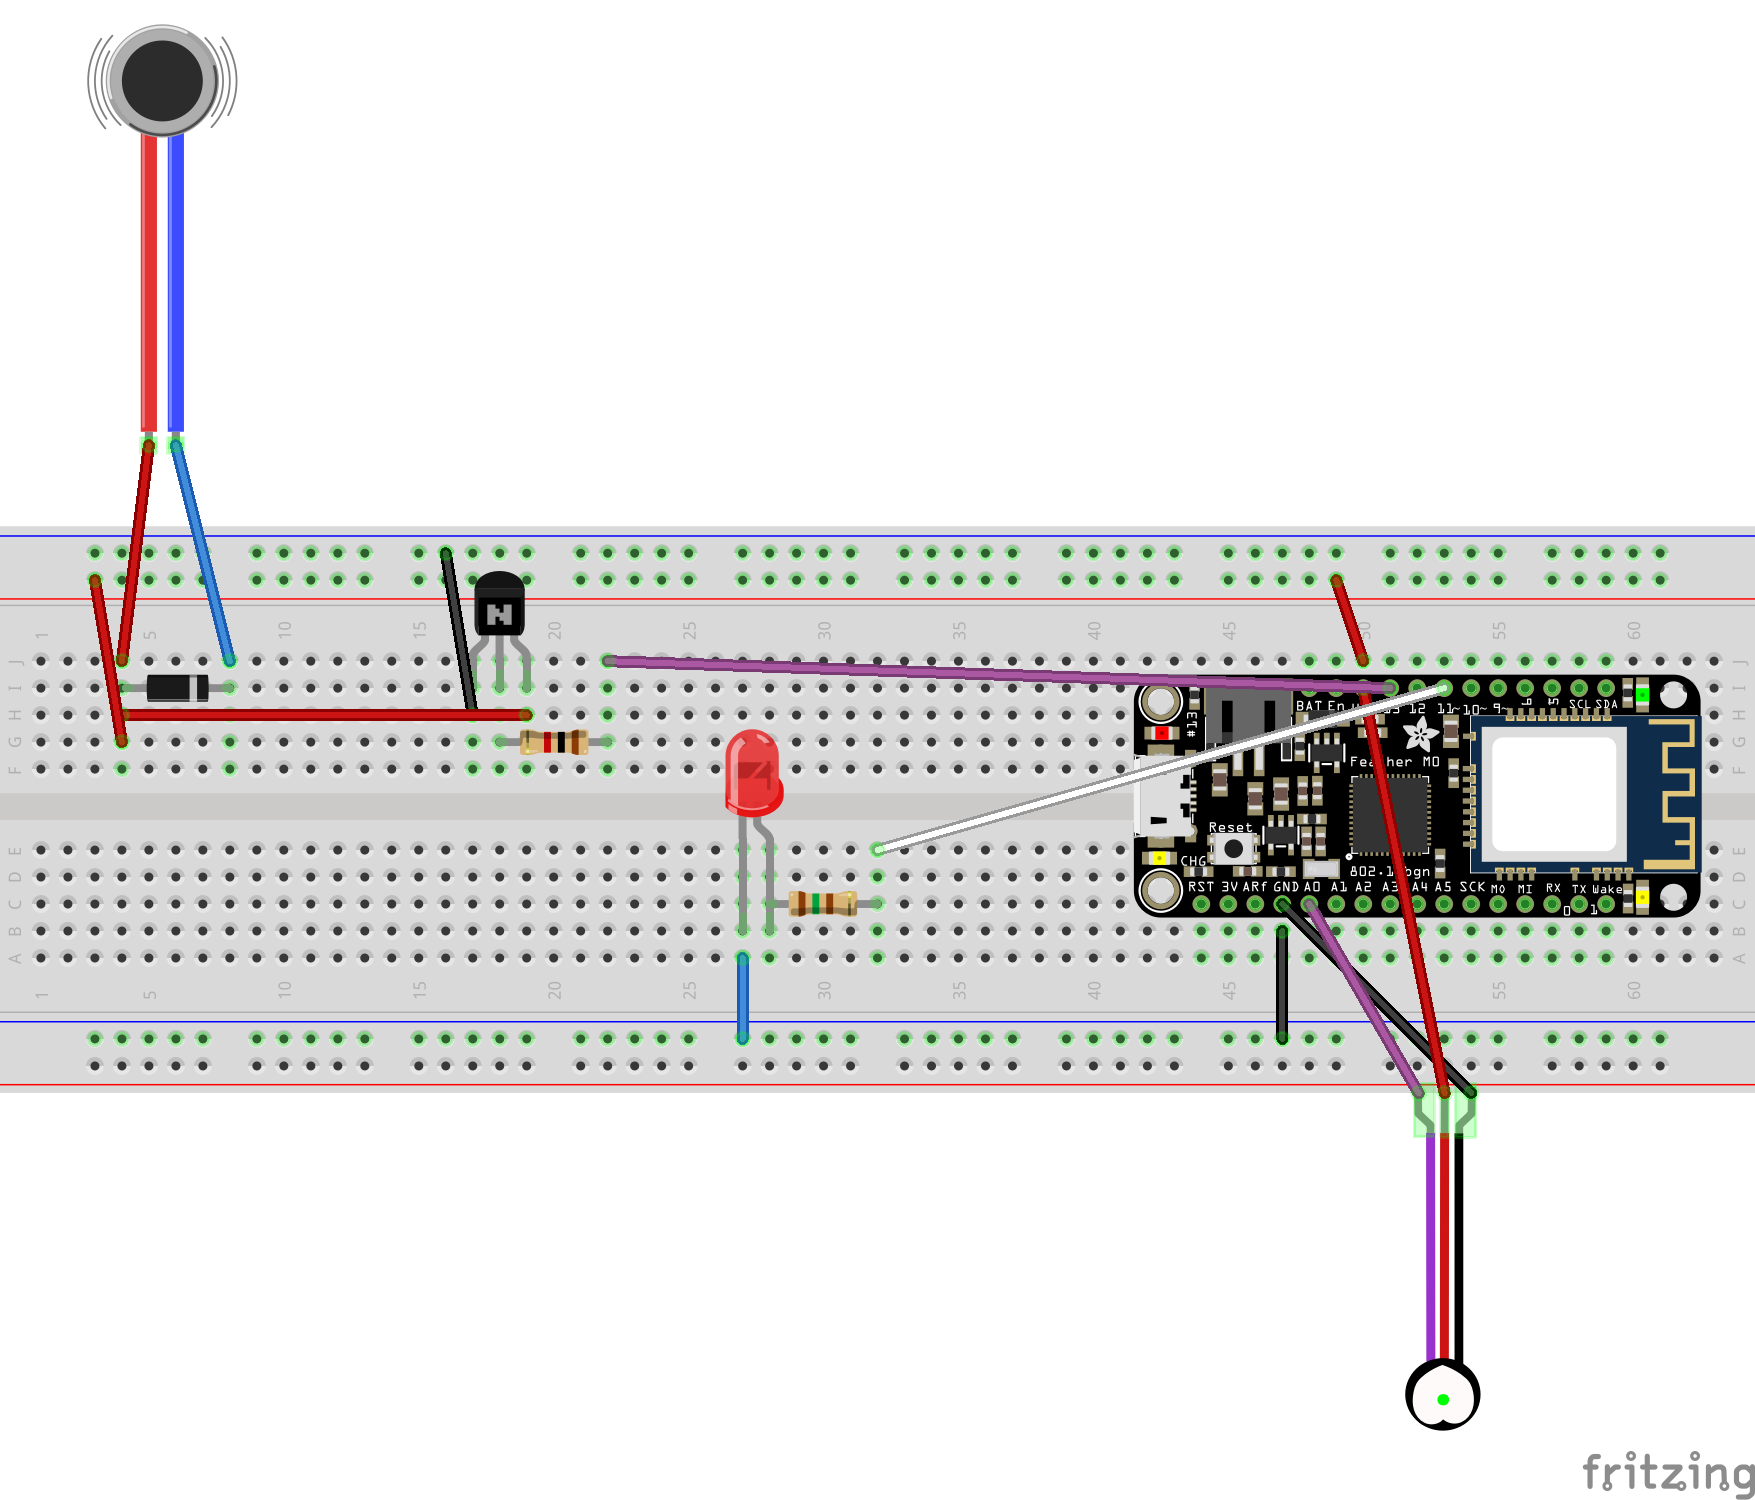 1 5 10 15 20 25 30 35 40 45 50 55 60
J J
I I
H H
G G
F F
BAT En 13 12 11~ 10~ 9~ 6 5 SCL SDA
ET#
Feather M0
Reset
CHG
802.11bgn
RST 3V ARf GND A0 A1 A2 A3 A4 A5 SCK MO MI RX TX Wake
0 1
E E
D D
C C
B B
A A
1 5 10 15 20 25 30 35 40 45 55 60
fritzing